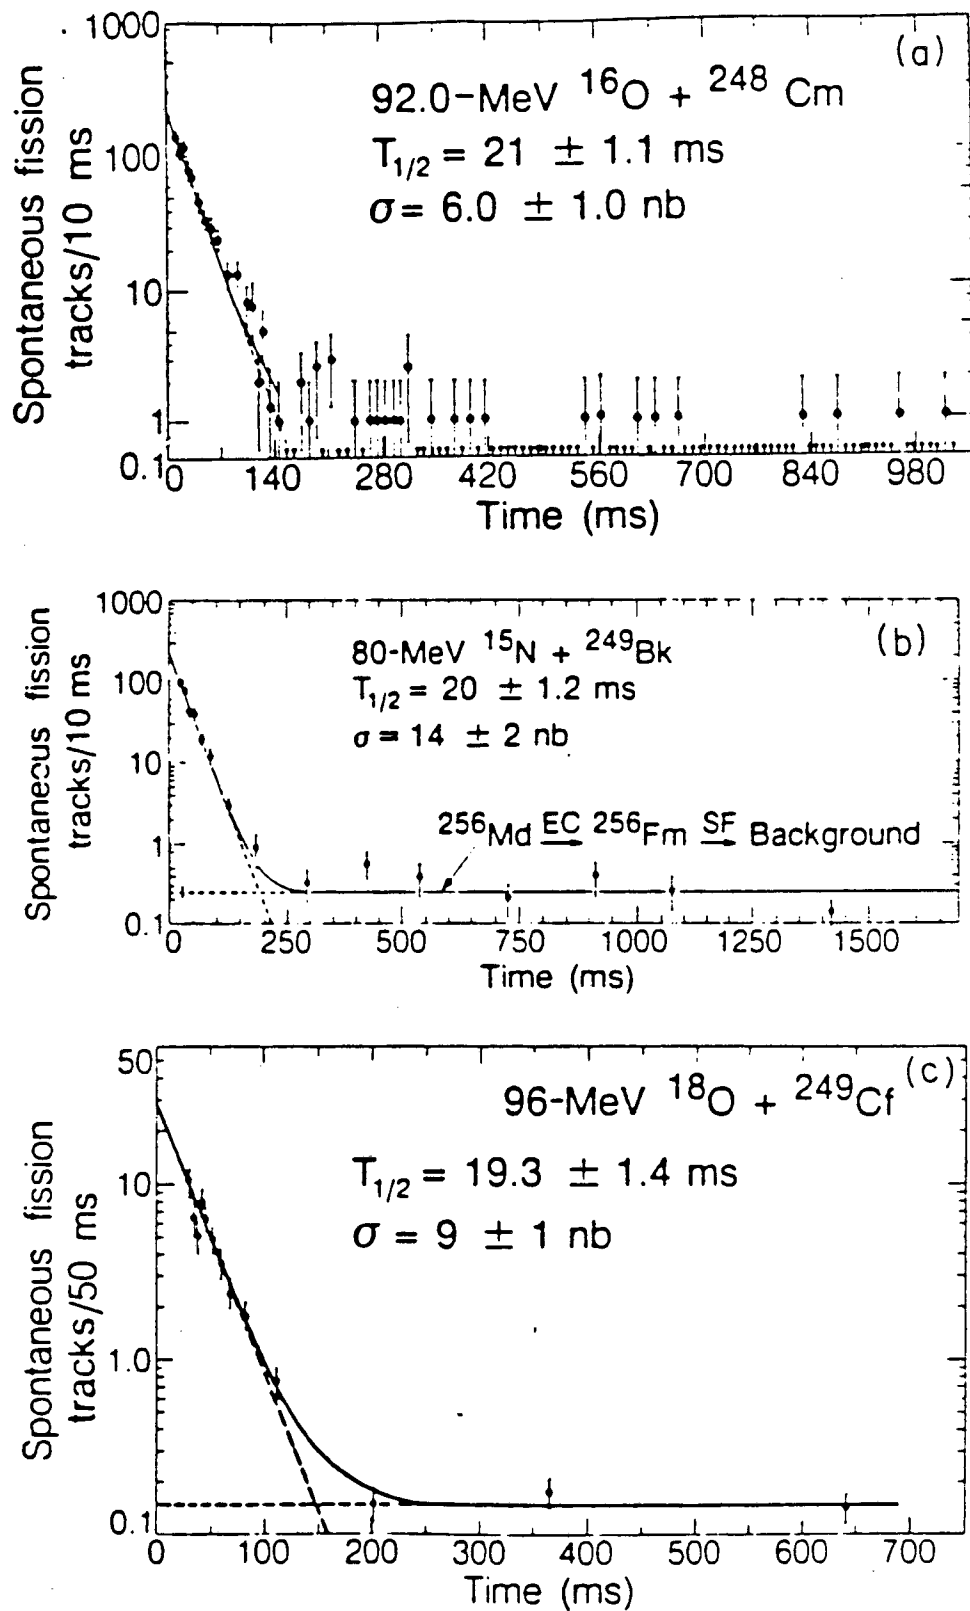 (a)
92.0-MeV ¹⁶O + ²⁴⁸ Cm
T₁/₂ = 21 ± 1.1 ms
σ = 6.0 ± 1.0 nb
Spontaneous fission
tracks/10 ms
1000
100
10
1
0.1
0 140 280 420 560 700 840 980
Time (ms)
(b)
80-MeV ¹⁵N + ²⁴⁹Bk
T₁/₂ = 20 ± 1.2 ms
σ = 14 ± 2 nb
²⁵⁶Md EC → ²⁵⁶Fm SF → Background
Spontaneous fission
tracks/10 ms
1000
100
10
1
0.1
0 250 500 750 1000 1250 1500
Time (ms)
(c)
96-MeV ¹⁸O + ²⁴⁹Cf
T₁/₂ = 19.3 ± 1.4 ms
σ = 9 ± 1 nb
Spontaneous fission
tracks/50 ms
50
10
1.0
0.1
0 100 200 300 400 500 600 700
Time (ms)